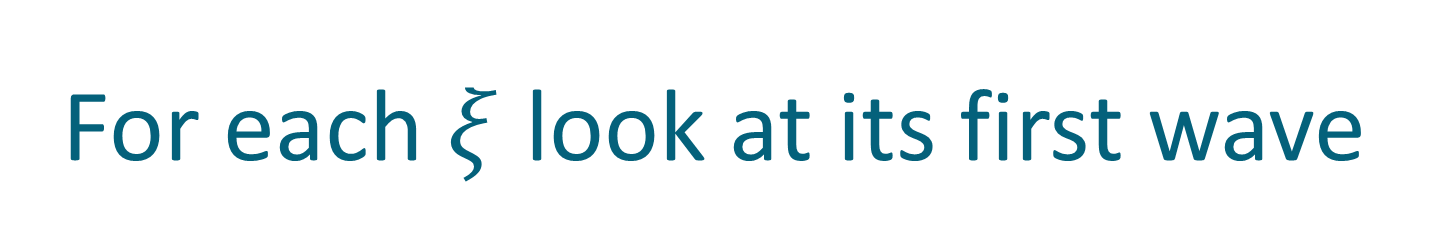 For each ξ look at its first wave